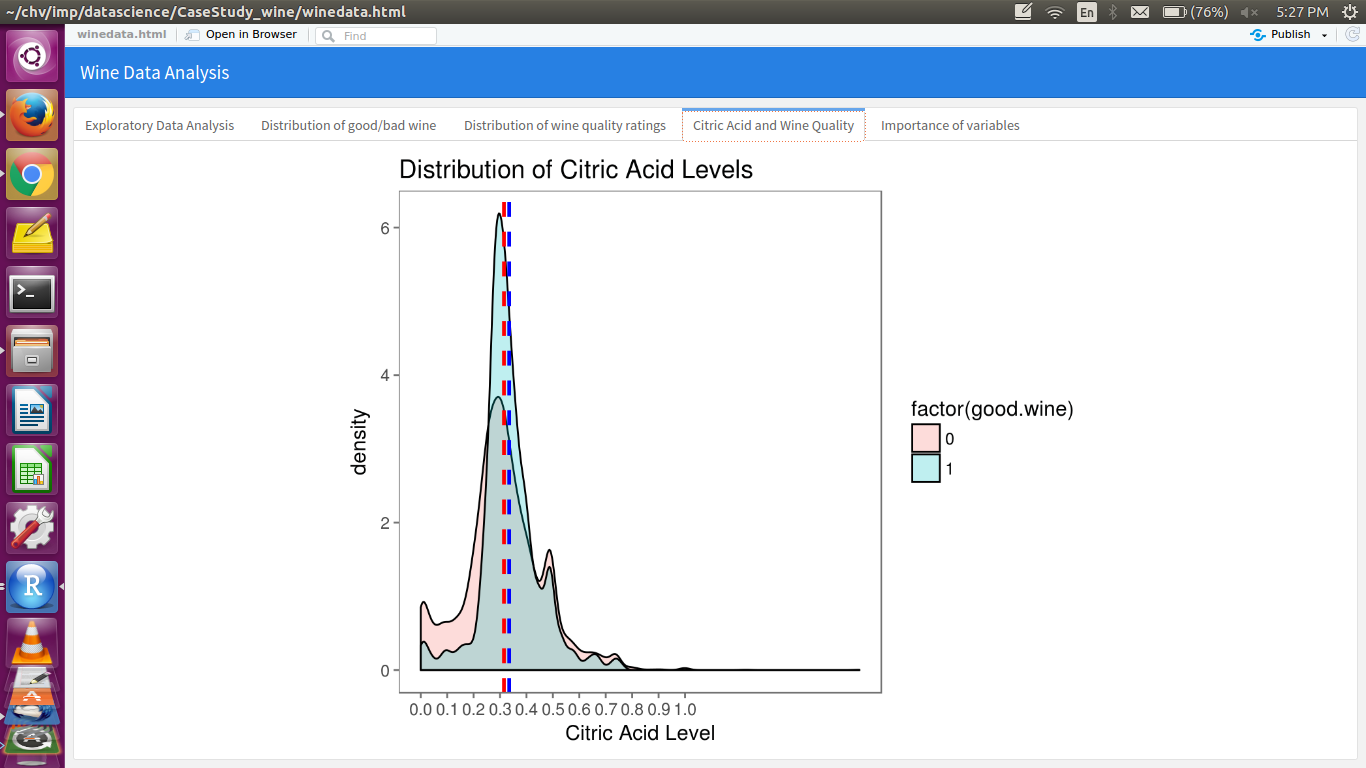 ~/chv/imp/datascience/CaseStudy_wine/winedata.html En (76%) 5:27 PM
winedata.html Open in Browser Find Publish
Wine Data Analysis
Exploratory Data Analysis Distribution of good/bad wine Distribution of wine quality ratings Citric Acid and Wine Quality Importance of variables
Distribution of Citric Acid Levels
6
4
2
0
density
0.0 0.1 0.2 0.3 0.4 0.5 0.6 0.7 0.8 0.9 1.0
Citric Acid Level
factor(good.wine)
0
1
>_
R